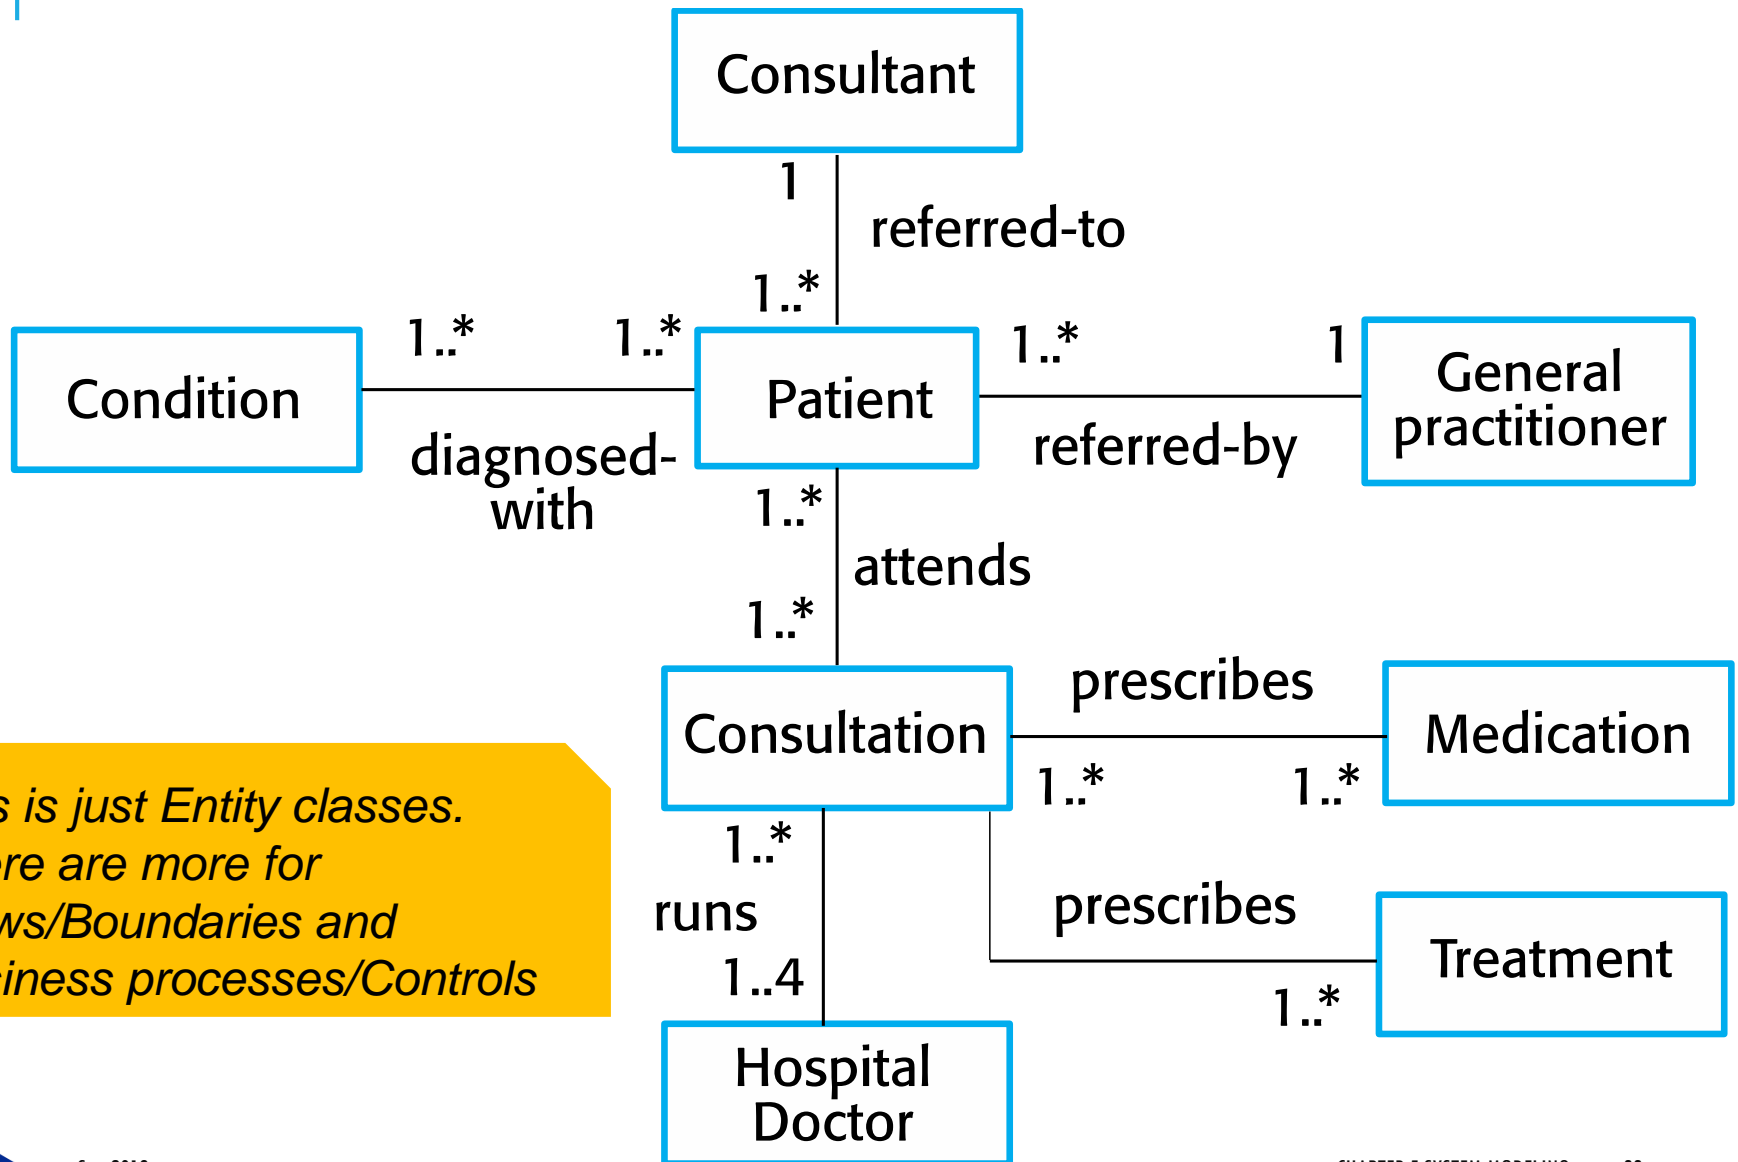 Consultant
1
referred-to
1..*
Condition
1..*
1..*
diagnosed-
with
Patient
1..*
1
referred-by
General
practitioner
1..*
attends
1..*
Consultation
prescribes
1..*
1..*
Medication
1..*
runs
1..4
prescribes
1..*
Treatment
Hospital
Doctor
s is just Entity classes.
ere are more for
ws/Boundaries and
siness processes/Controls